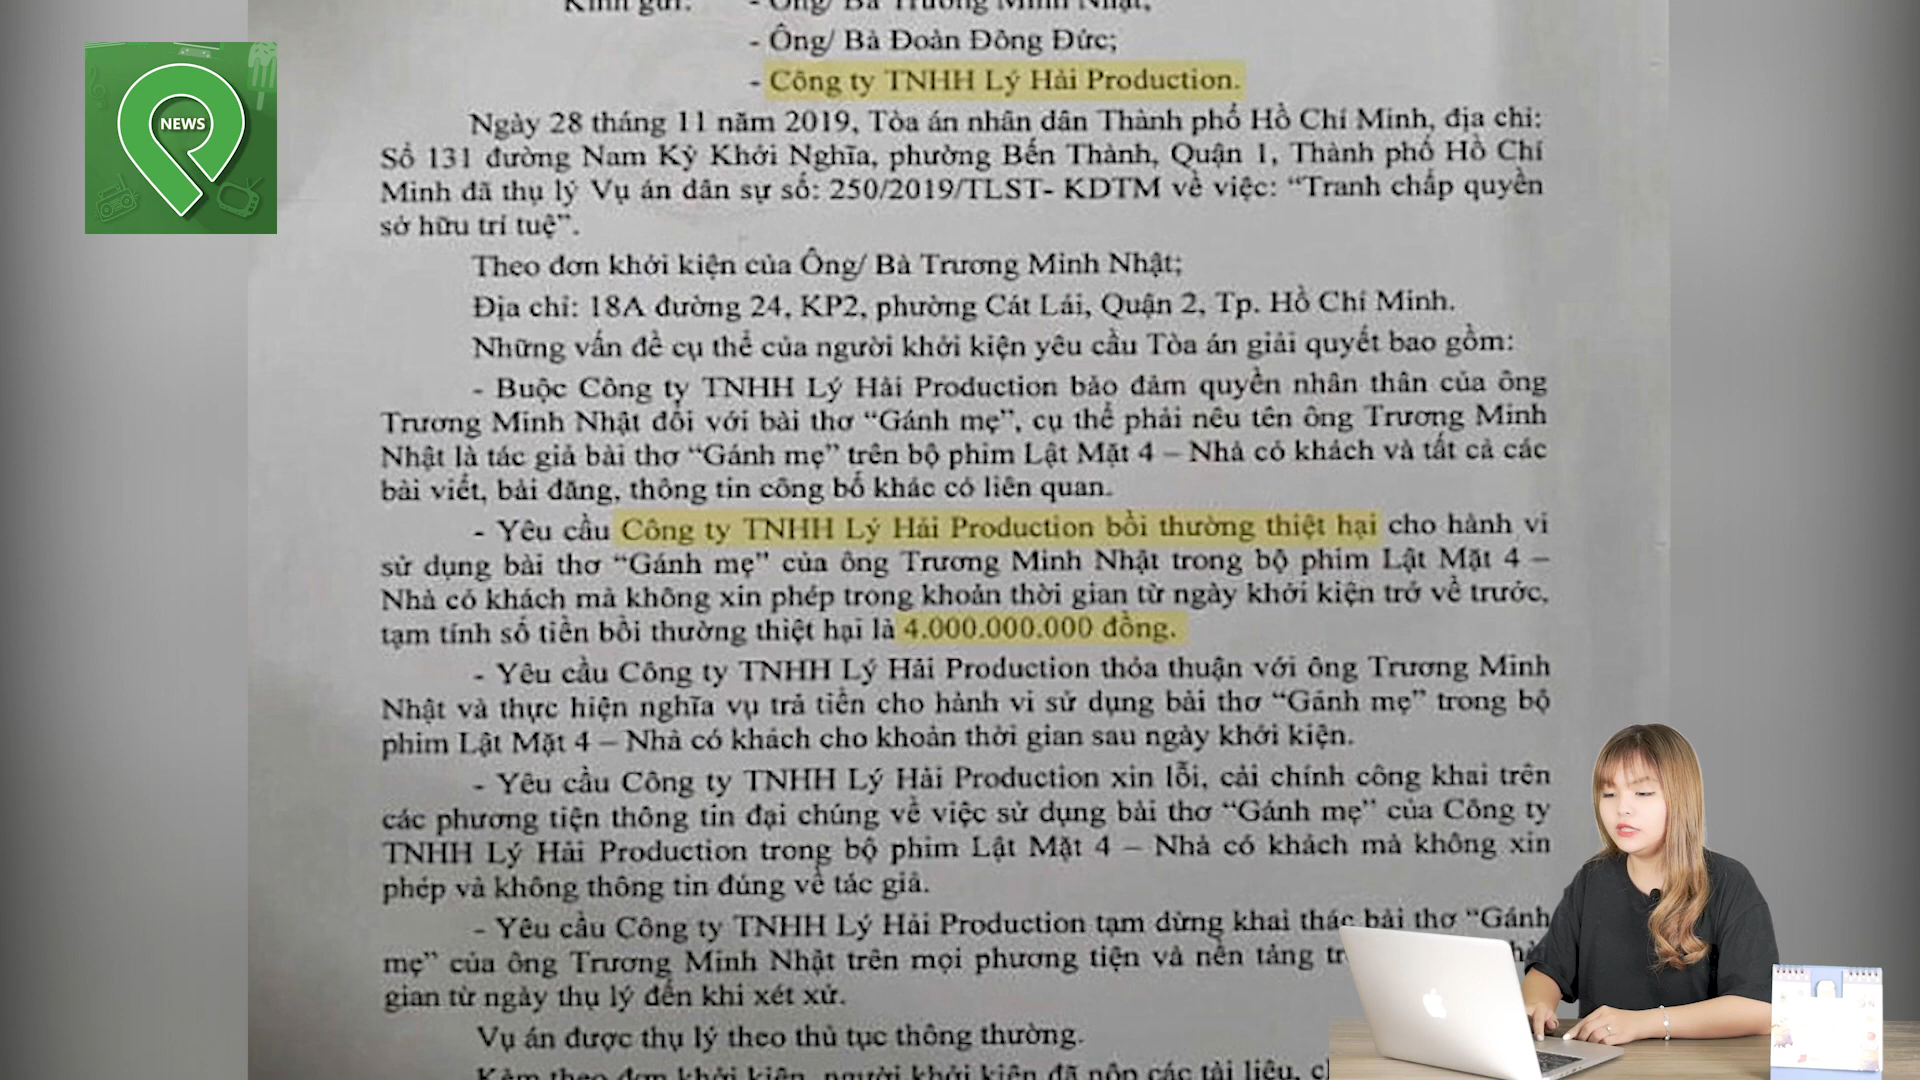 Kính gửi: - Ông/ Bà Trương Minh Nhật;
- Ông/ Bà Đoàn Đông Đức;
- Công ty TNHH Lý Hải Production.
NEWS
Ngày 28 tháng 11 năm 2019, Tòa án nhân dân Thành phố Hồ Chí Minh, địa chỉ:
Số 131 đường Nam Kỳ Khởi Nghĩa, phường Bến Thành, Quận 1, Thành phố Hồ Chí
Minh đã thụ lý Vụ án dân sự số: 250/2019/TLST- KDTM về việc: “Tranh chấp quyền
sở hữu trí tuệ”.
Theo đơn khởi kiện của Ông/ Bà Trương Minh Nhật;
Địa chỉ: 18A đường 24, KP2, phường Cát Lái, Quận 2, Tp. Hồ Chí Minh.
Những vấn đề cụ thể của người khởi kiện yêu cầu Tòa án giải quyết bao gồm:
- Buộc Công ty TNHH Lý Hải Production bảo đảm quyền nhân thân của ông
Trương Minh Nhật đối với bài thơ “Gánh mẹ”, cụ thể phải nêu tên ông Trương Minh
Nhật là tác giả bài thơ “Gánh mẹ” trên bộ phim Lật Mặt 4 – Nhà có khách và tất cả các
bài viết, bài đăng, thông tin công bố khác có liên quan.
- Yêu cầu Công ty TNHH Lý Hải Production bồi thường thiệt hại cho hành vi
sử dụng bài thơ “Gánh mẹ” của ông Trương Minh Nhật trong bộ phim Lật Mặt 4 –
Nhà có khách mà không xin phép trong khoản thời gian từ ngày khởi kiện trở về trước,
tạm tính số tiền bồi thường thiệt hại là 4.000.000.000 đồng.
- Yêu cầu Công ty TNHH Lý Hải Production thỏa thuận với ông Trương Minh
Nhật và thực hiện nghĩa vụ trả tiền cho hành vi sử dụng bài thơ “Gánh mẹ” trong bộ
phim Lật Mặt 4 – Nhà có khách cho khoản thời gian sau ngày khởi kiện.
- Yêu cầu Công ty TNHH Lý Hải Production xin lỗi, cải chính công khai trên
các phương tiện thông tin đại chúng về việc sử dụng bài thơ “Gánh mẹ” của Công ty
TNHH Lý Hải Production trong bộ phim Lật Mặt 4 – Nhà có khách mà không xin
phép và không thông tin đúng về tác giả.
- Yêu cầu Công ty TNHH Lý Hải Production tạm dừng khai thác bài thơ “Gánh
mẹ” của ông Trương Minh Nhật trên mọi phương tiện và nền tảng
gian từ ngày thụ lý đến khi xét xử.
Vụ án được thụ lý theo thủ tục thông thường.
Kèm theo đơn khởi kiện, người khởi kiện đã nộp các tài liệu,